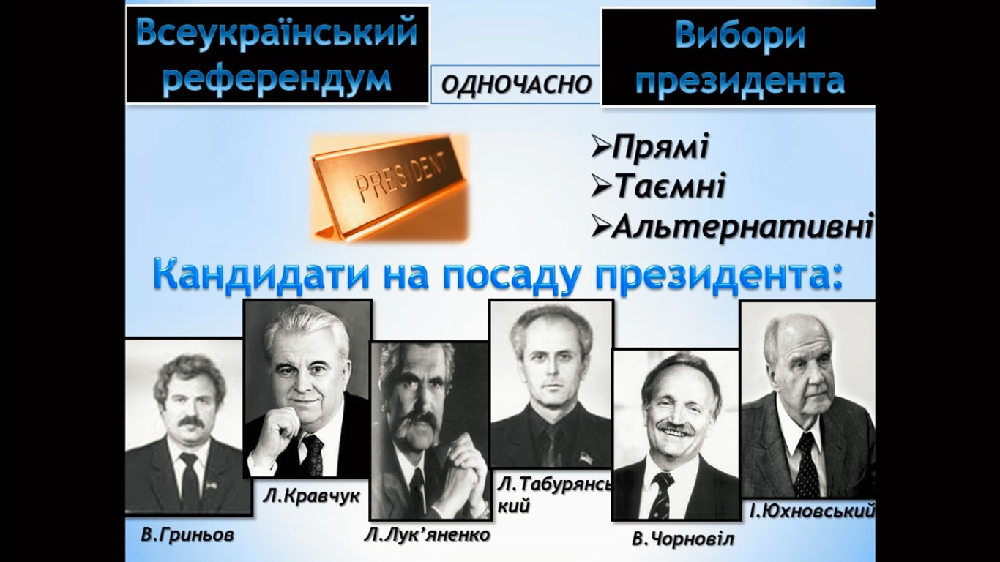 Всеукраїнський
референдум
ОДНОЧАСНО
Вибори
президента
PRESIDENT
Прямі
Таємні
Альтернативні
Кандидати на посаду президента:
В.Гриньов
Л.Кравчук
Л.Лук’яненко
Л.Табурянсь
кий
В.Чорновіл
І.Юхновський